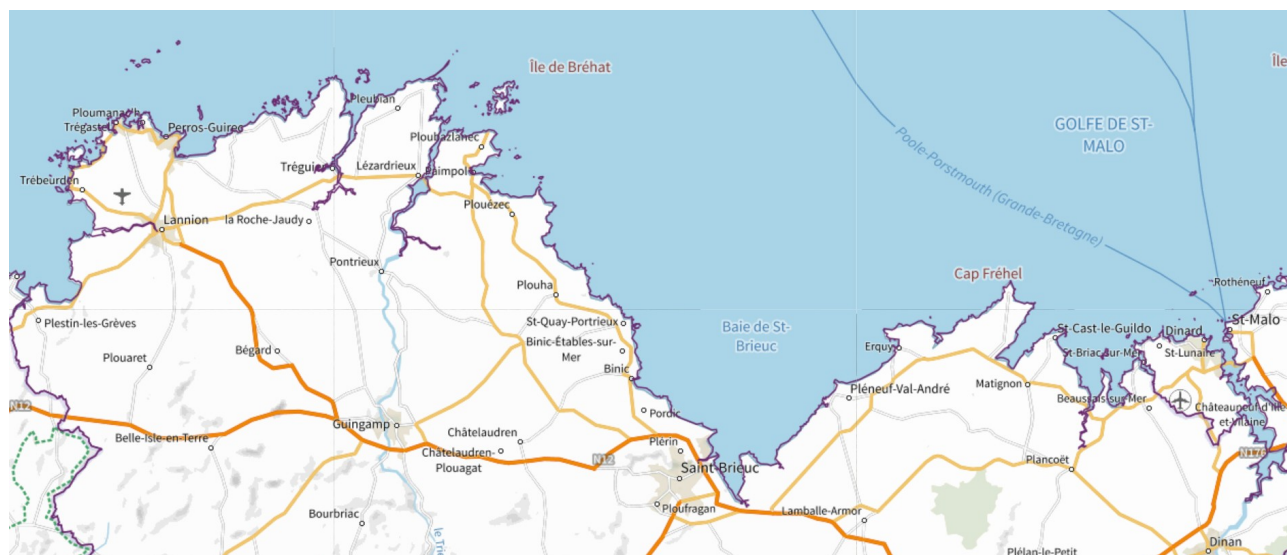 Île de Bréhat
Île
Pleubian
Ploumanac'h
Trégastel
Perros-Guirec
Ploubazlanec
GOLFE DE ST-
MALO
Poole-Porstmouth (Grande-Bretagne)
Trébeurden
Tréguier
Lézardrieux
Paimpol
Lannion
la Roche-Jaudy
Plouézec
Pontrieux
Cap Fréhel
Rothéneuf
Plouha
Plestin-les-Grèves
St-Quay-Portrieux
Baie de St-
Brieuc
St-Cast-le-Guildo
Dinard
St-Malo
Binic-Étables-sur-
Mer
Erquy
St-Briac-sur-Mer
St-Lunaire
Plouaret
Bégard
Binic
Pléneuf-Val-André
Matignon
Beaussais-sur-Mer
Châteauneuf-d'Ille-
et-Vilaine
N12
Pordic
Guingamp
Belle-Isle-en-Terre
Châtelaudren
Plérin
Châtelaudren-
Plouagat
N12
Saint-Brieuc
Plancoët
N176
Bourbriac
Ploufragan
Lamballe-Armor
le Trie
Plélan-le-Petit
Dinan